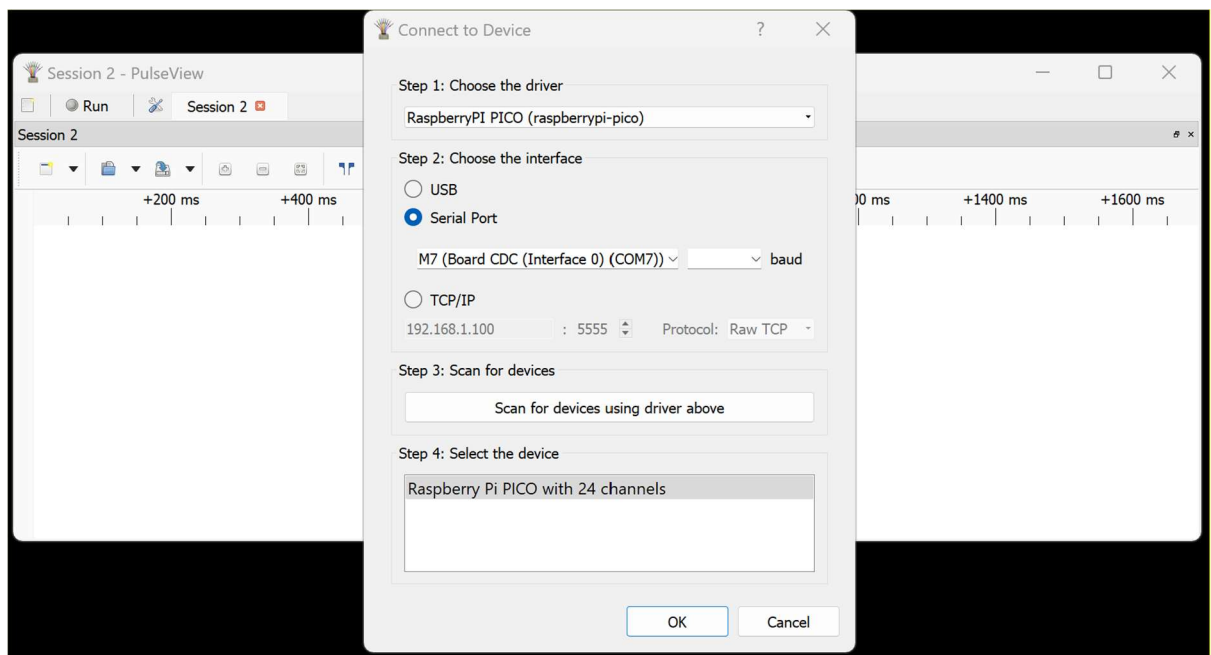 Connect to Device ?
Session 2 - PulseView
Step 1: Choose the driver
Run Session 2
RaspberryPI PICO (raspberrypi-pico)
Session 2
Step 2: Choose the interface
USB
+200 ms +400 ms 00 ms +1400 ms +1600 ms
Serial Port
M7 (Board CDC (Interface 0) (COM7)) baud
TCP/IP
192.168.1.100 : 5555 Protocol: Raw TCP
Step 3: Scan for devices
Scan for devices using driver above
Step 4: Select the device
Raspberry Pi PICO with 24 channels
OK Cancel